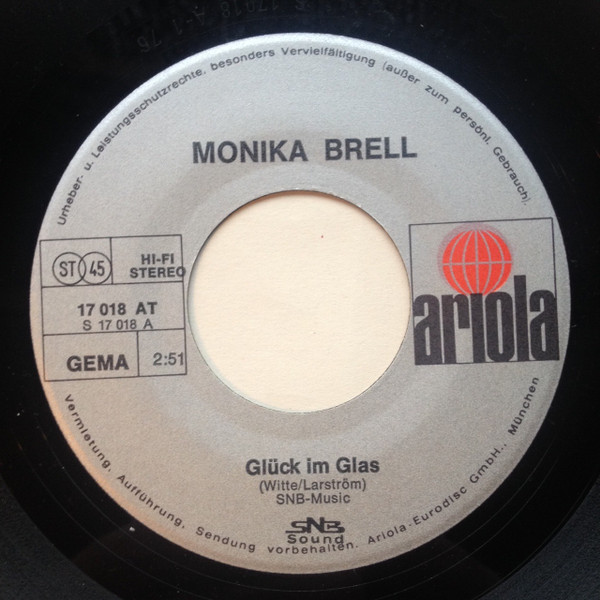 Urheber- u. Leistungsschutzrechte, besonders Vervielfältigung (außer zum persönl. Gebrauch),
MONIKA BRELL
ST 45
HI-FI
STEREO
17 018 AT
S 17 018 A
GEMA 2:51
ariola
Glück im Glas
(Witte/Larström)
SNB-Music
SNB
Sound
Vermietung, Aufführung, Sendung vorbehalten. Ariola-Eurodisc GmbH., München